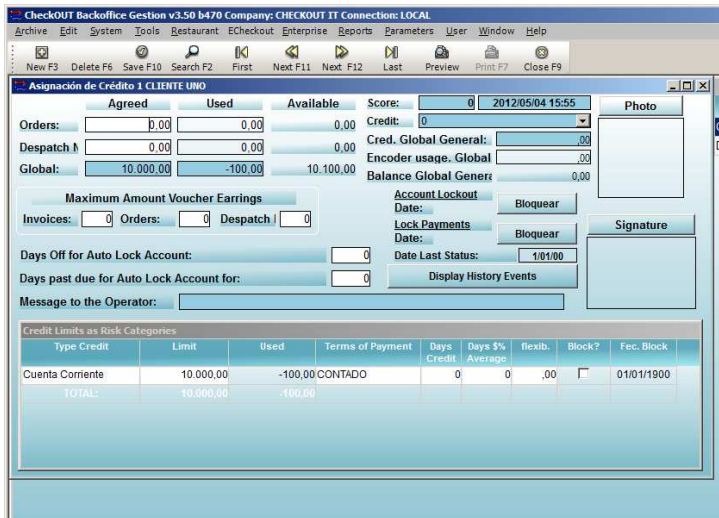 CheckOUT Backoffice Gestion v3.50 b470 Company: CHECKOUT IT Connection: LOCAL
Archive Edit System Tools Restaurant ECheckout Enterprise Reports Parameters User Window Help
New F3 Delete F6 Save F10 Search F2 First Next F11 Next F12 Last Preview Print F7 Close F9
Asignación de Crédito 1 CLIENTE UNO
Agreed Used Available Score: 0 2012/05/04 15:55 Photo
Orders: 0,00 0,00 0,00 Credit: 0
Despatch N 0,00 0,00 0,00 Cred. Global General: ,00
Encoder usage. Global ,00
Global: 10.000,00 -100,00 10.100,00 Balance Global Genera 0,00
Maximum Amount Voucher Earrings
Account Lockout Date: Bloquear
Invoices: 0 Orders: 0 Despatch 0
Lock Payments Date: Bloquear
Signature
Days Off for Auto Lock Account: 0 Date Last Status: 1/01/00
Days past due for Auto Lock Account for: 0 Display History Events
Message to the Operator:
Credit Limits as Risk Categories
Type Credit Limit Used Terms of Payment Days Credit Days $% Average flexib. Block? Fec. Block
Cuenta Corriente 10.000,00 -100,00 CONTADO 0 0 ,00 01/01/1900
TOTAL: 10.000,00 -100,00